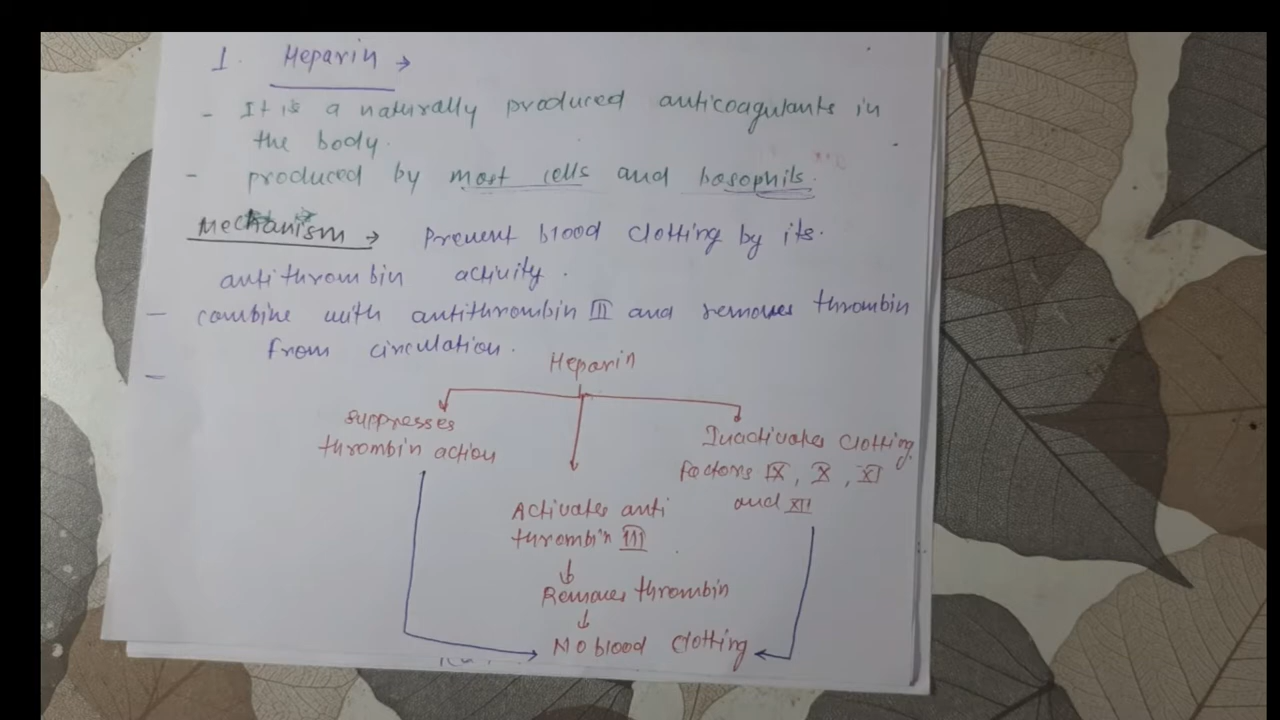 1. Heparin →
- It is a naturally produced anticoagulants in
the body.
- produced by mast cells and basophils.
Mechanism → Prevent blood clotting by its.
antithrombin activity.
- combine with antithrombin III and removes thrombin
from circulation.
-
Heparin
suppresses
thrombin action
Inactivates clotting
factors IX, X, XI
and XII
Activates anti
thrombin III
Removes thrombin
No blood clotting